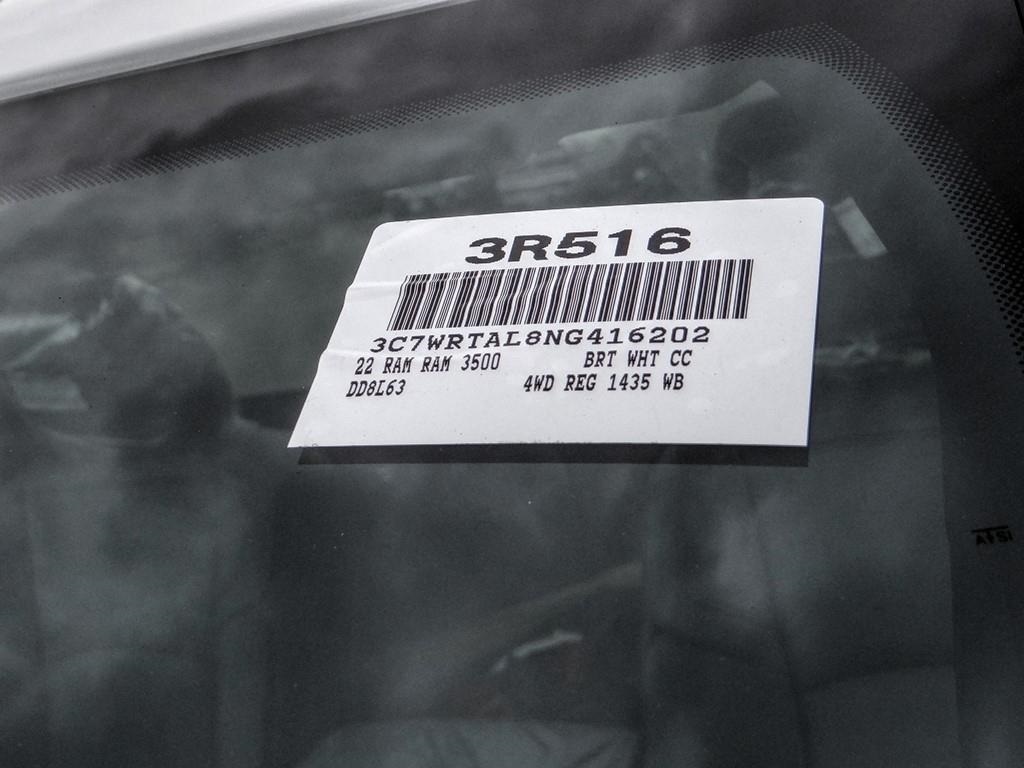 3R516
3C7WRTAL8NG416202
22 RAM RAM 3500 BRT WHT CC
DD8L63 4WD REG 1435 WB